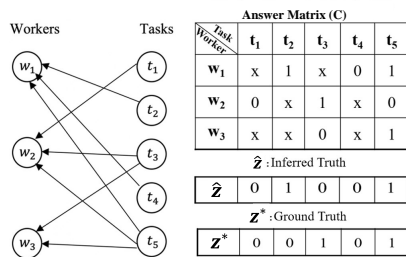 Workers Tasks
w₁
w₂
w₃
t₁
t₂
t₃
t₄
t₅
Answer Matrix (C)
Task Worker t₁ t₂ t₃ t₄ t₅
w₁ x 1 x 0 1
w₂ 0 x 1 x 0
w₃ x x 0 x 1
ẑ : Inferred Truth
ẑ 0 1 0 0 1
z* : Ground Truth
z* 0 0 1 0 1